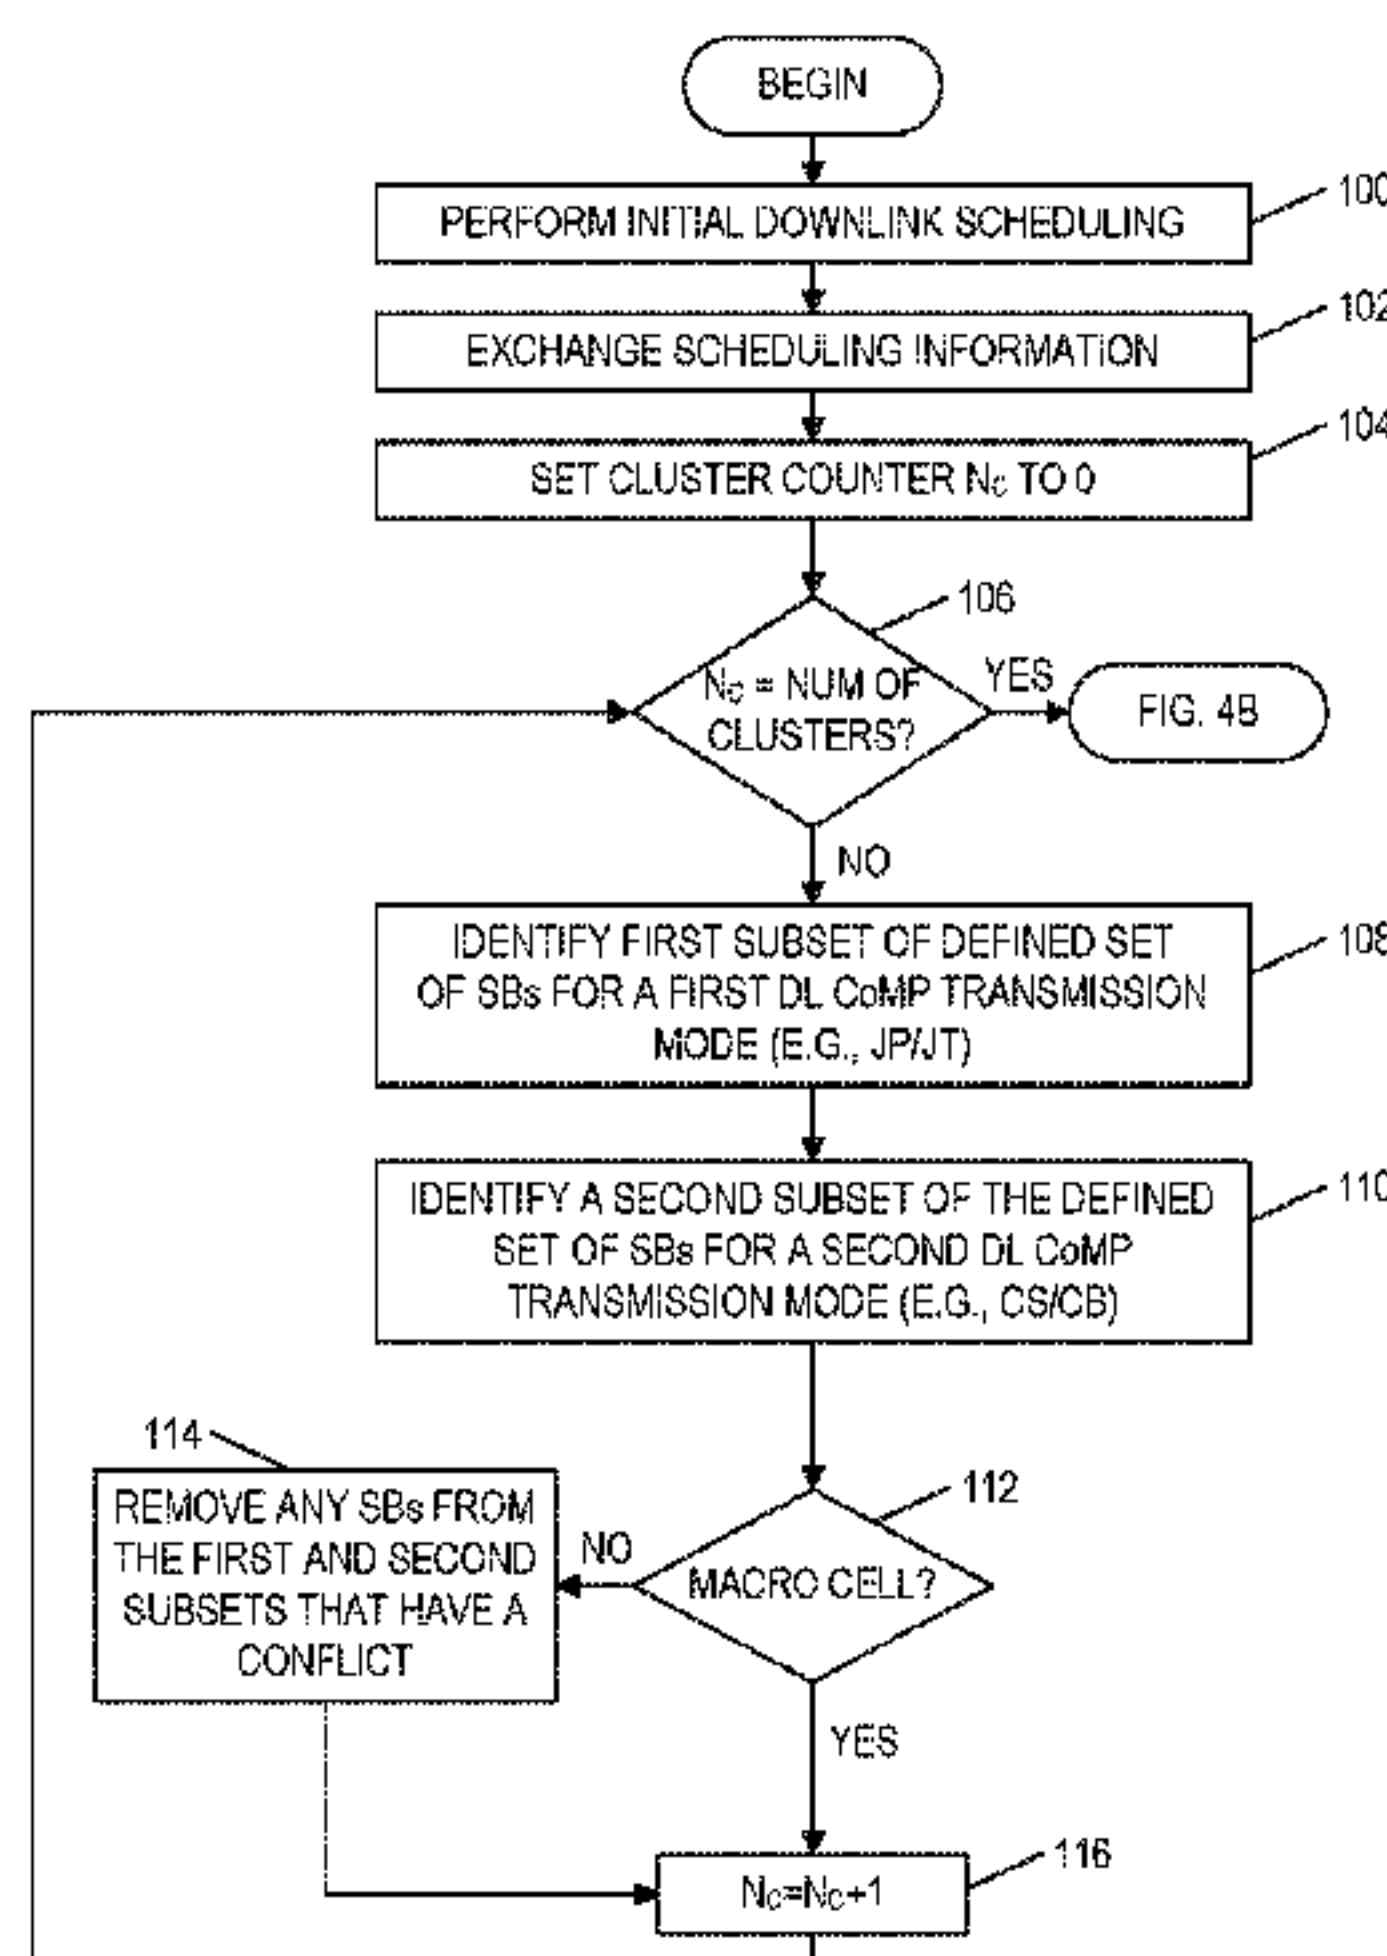 BEGIN
100
PERFORM INITIAL DOWNLINK SCHEDULING
102
EXCHANGE SCHEDULING INFORMATION
104
SET CLUSTER COUNTER Nc TO 0
106
Nc = NUM OF
CLUSTERS?
YES
FIG. 4B
NO
108
IDENTIFY FIRST SUBSET OF DEFINED SET
OF SBs FOR A FIRST DL CoMP TRANSMISSION
MODE (E.G., JP/JT)
110
IDENTIFY A SECOND SUBSET OF THE DEFINED
SET OF SBs FOR A SECOND DL CoMP
TRANSMISSION MODE (E.G., CS/CB)
114
REMOVE ANY SBs FROM
THE FIRST AND SECOND
SUBSETS THAT HAVE A
CONFLICT
NO
112
MACRO CELL?
YES
116
Nc=Nc+1